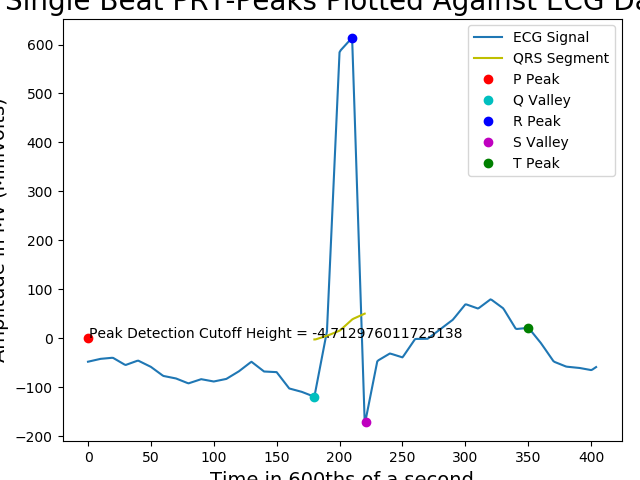 Single Beat PRT-Peaks Plotted Against ECG Da
600
500
400
300
200
100
0
−100
−200
Amplitude in MV (Millivolts)
ECG Signal
QRS Segment
P Peak
Q Valley
R Peak
S Valley
T Peak
Peak Detection Cutoff Height = -4.712976011725138
0 50 100 150 200 250 300 350 400
Time in 600ths of a second